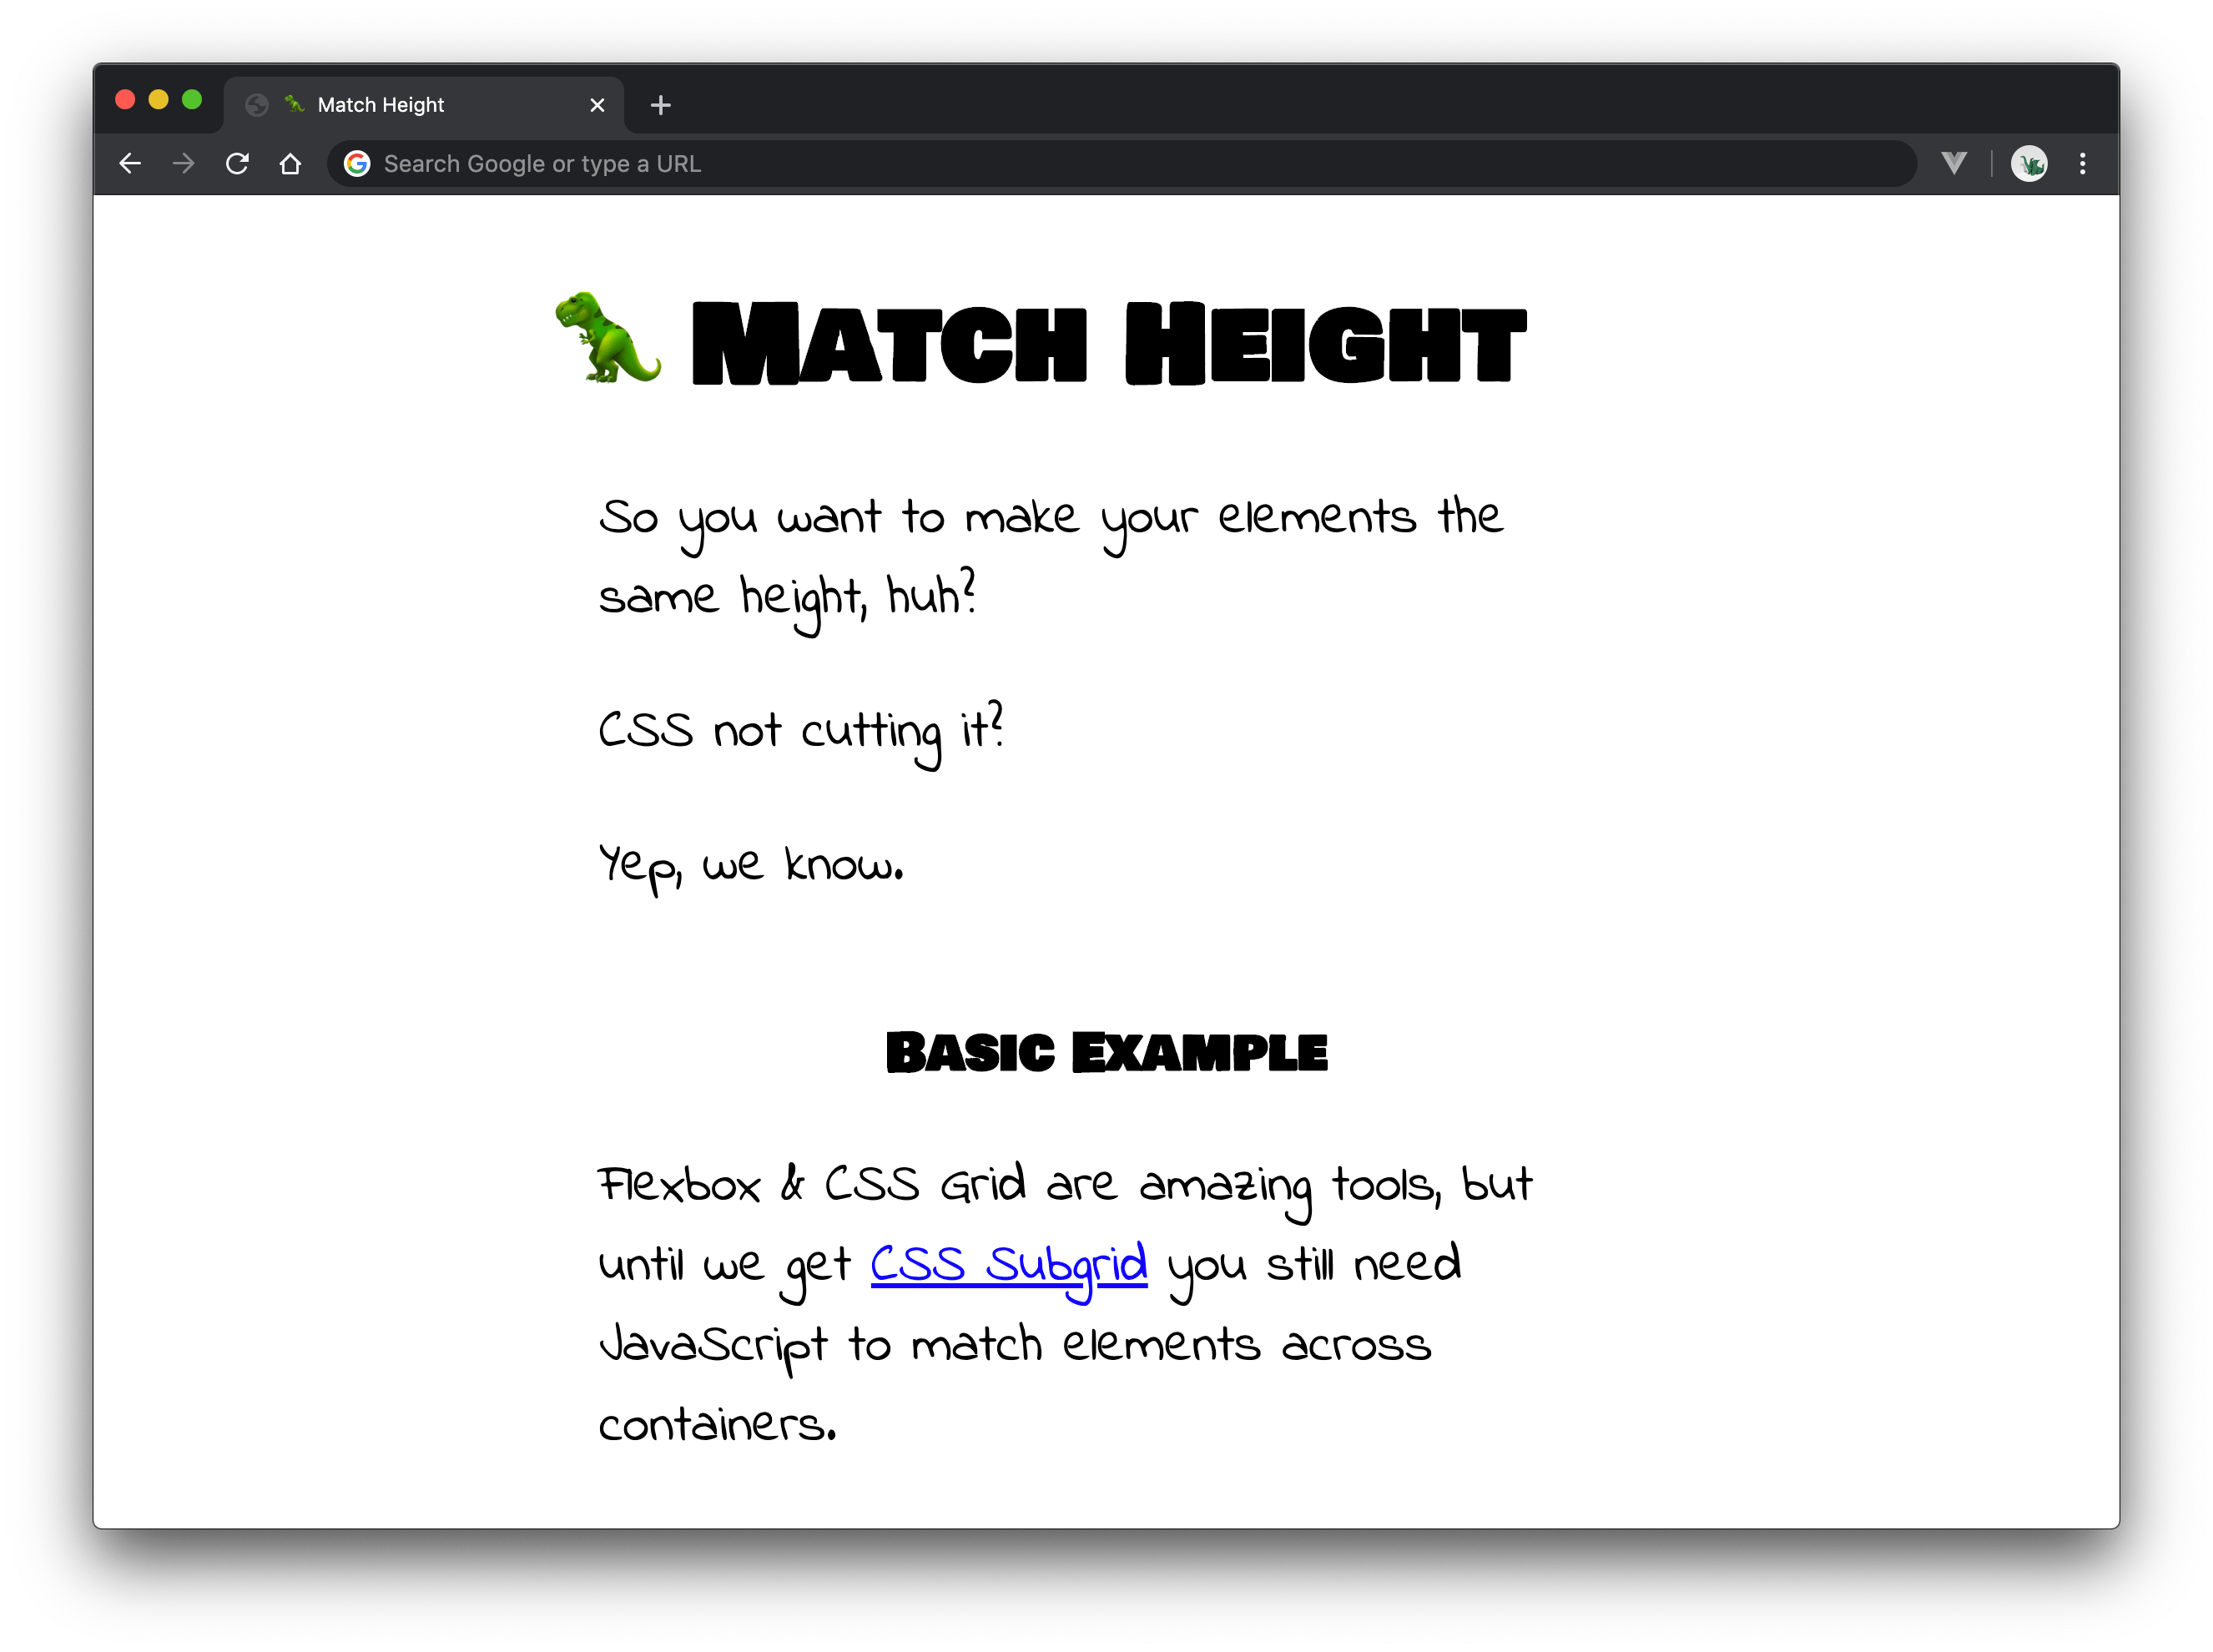 Match Height
Search Google or type a URL
Match Height
So you want to make your elements the
same height, huh?
CSS not cutting it?
Yep, we know.
Basic Example
Flexbox & CSS Grid are amazing tools, but
until we get CSS Subgrid you still need
JavaScript to match elements across
containers.